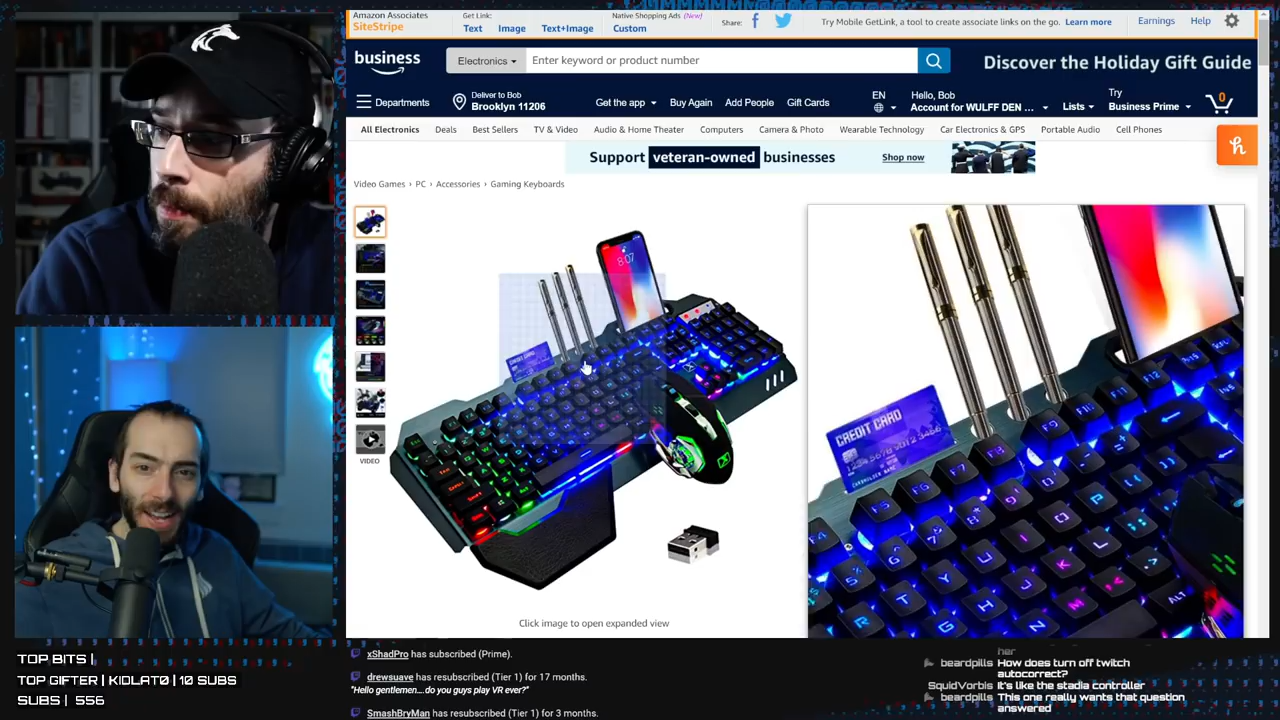 Amazon Associates
SiteStripe
Get Link:
Text
Image
Text+Image
Native Shopping Ads (New)
Custom
Share:
Try Mobile GetLink, a tool to create associate links on the go. Learn more
Earnings
Help
business
Electronics
Enter keyword or product number
Discover the Holiday Gift Guide
Departments
Deliver to Bob
Brooklyn 11206
Get the app
Buy Again
Add People
Gift Cards
EN
Hello, Bob
Account for WULFF DEN ...
Lists
Try
Business Prime
0
All Electronics
Deals
Best Sellers
TV & Video
Audio & Home Theater
Computers
Camera & Photo
Wearable Technology
Car Electronics & GPS
Portable Audio
Cell Phones
Support veteran-owned businesses
Shop now
Video Games › PC › Accessories › Gaming Keyboards
8:07
CREDIT CARD
CREDIT CARD
VIDEO
Click image to open expanded view
TOP BITS |
TOP GIFTER | KIDLAT0 | 10 SUBS
SUBS | 556
xShadPro has subscribed (Prime).
drewsuave has resubscribed (Tier 1) for 17 months.
"Hello gentlemen....do you guys play VR ever?"
SmashBryMan has resubscribed (Tier 1) for 3 months.
her
beardpills How does turn off twitch
autocorrect?
SquidVorbis It's like the stadia controller
beardpills This one really wants that question
answered